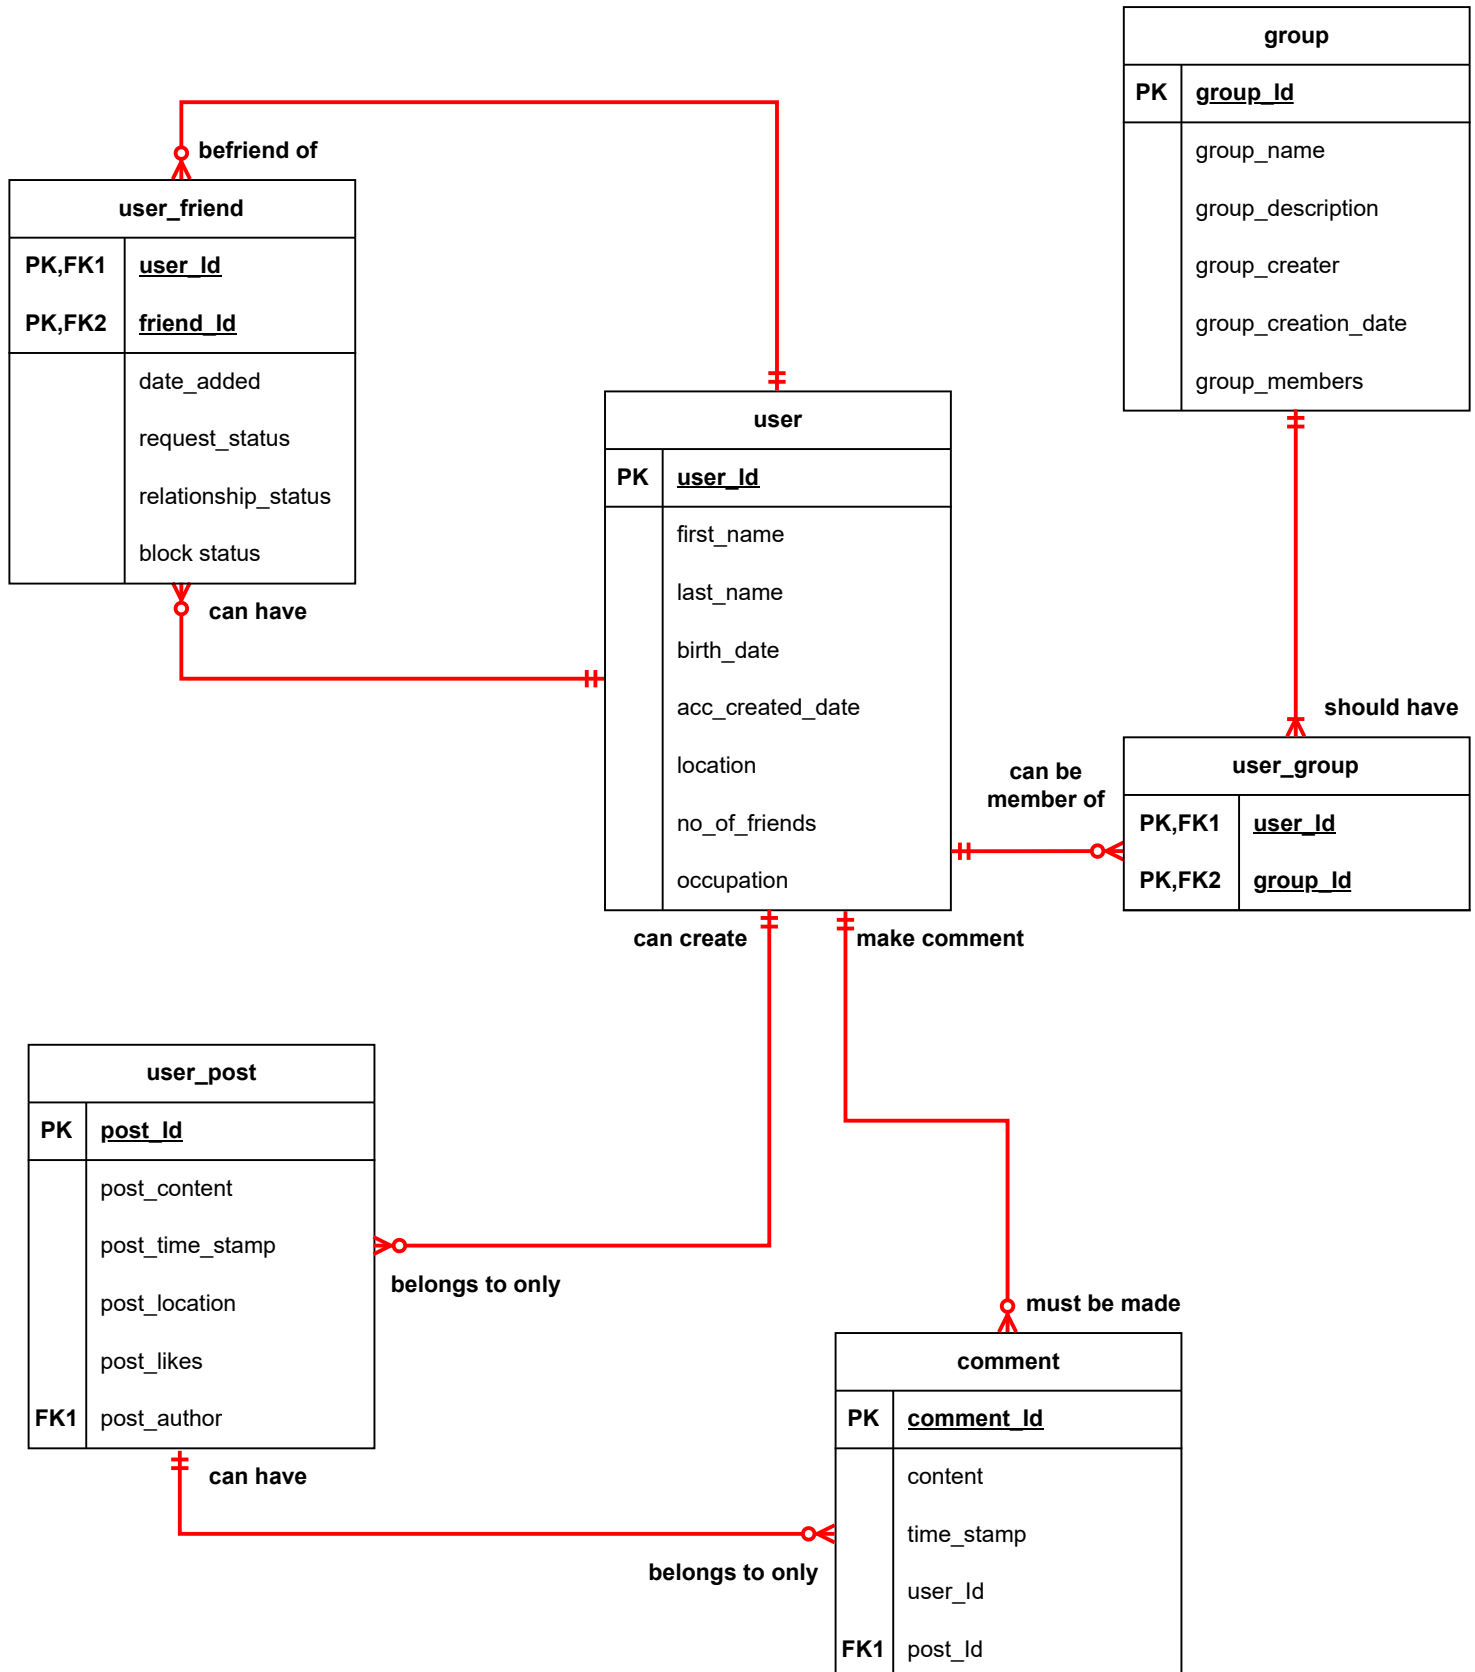 group
PK group_Id
group_name
group_description
group_creater
group_creation_date
group_members
befriend of
user_friend
PK,FK1 user_Id
PK,FK2 friend_Id
date_added
request_status
relationship_status
block status
can have
user
PK user_Id
first_name
last_name
birth_date
acc_created_date
location
no_of_friends
occupation
should have
can be
member of
user_group
PK,FK1 user_Id
PK,FK2 group_Id
can create
make comment
user_post
PK post_Id
post_content
post_time_stamp
post_location
post_likes
FK1 post_author
belongs to only
must be made
can have
belongs to only
comment
PK comment_Id
content
time_stamp
user_Id
FK1 post_Id